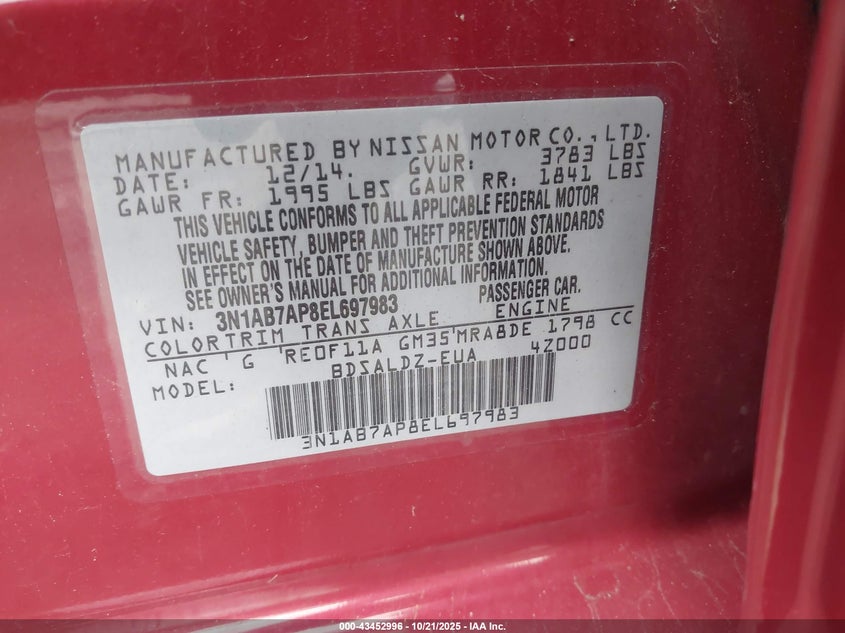 MANUFACTURED BY NISSAN MOTOR CO., LTD.
DATE: 12/14. GVWR: 3783 LBS
GAWR FR: 1995 LBS GAWR RR: 1841 LBS
THIS VEHICLE CONFORMS TO ALL APPLICABLE FEDERAL MOTOR
VEHICLE SAFETY, BUMPER AND THEFT PREVENTION STANDARDS
IN EFFECT ON THE DATE OF MANUFACTURE SHOWN ABOVE.
SEE OWNER'S MANUAL FOR ADDITIONAL INFORMATION.
VIN: 3N1AB7AP8EL697983 PASSENGER CAR.
COLOR TRIM TRANS AXLE ENGINE
NAC G RE0F11A GM35 MRA8DE 1798 CC
MODEL: BDSALDZ-EUA 4Z000
3N1AB7AP8EL697983
000-43452996 - 10/21/2025 - IAA Inc.